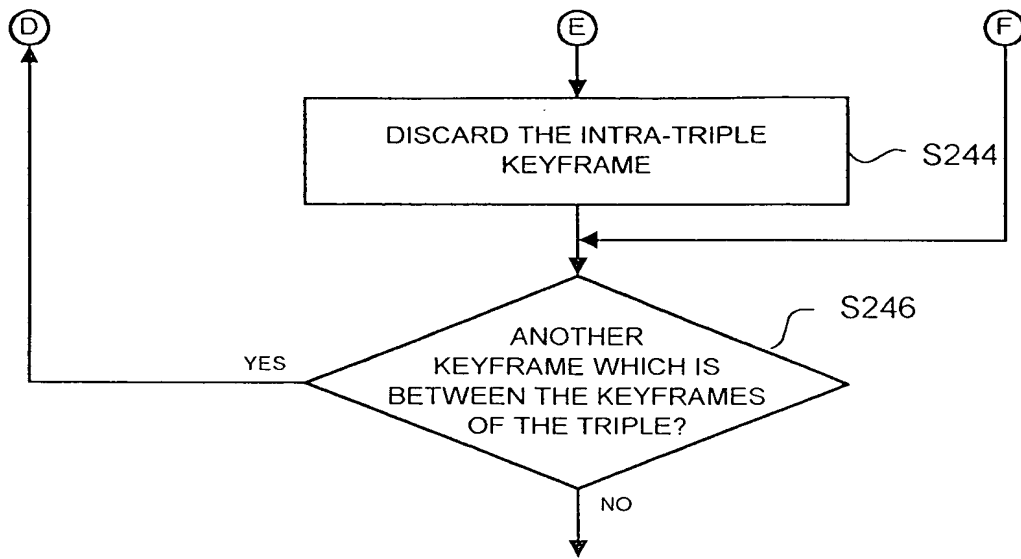 D
E
F
DISCARD THE INTRA-TRIPLE
KEYFRAME
S244
S246
ANOTHER
KEYFRAME WHICH IS
BETWEEN THE KEYFRAMES
OF THE TRIPLE?
YES
NO